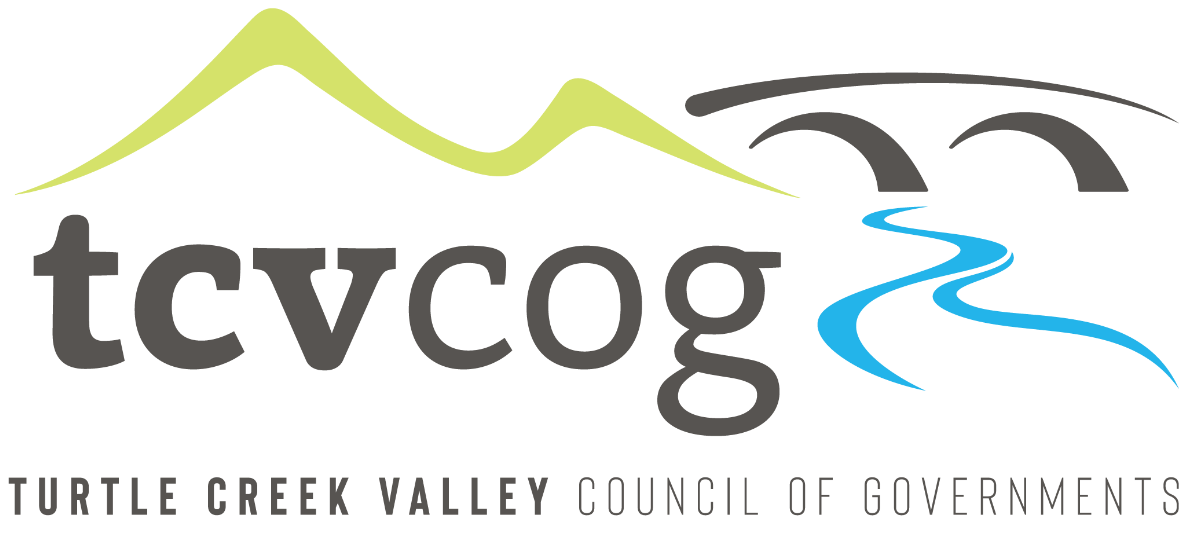 tcvcog
TURTLE CREEK VALLEY COUNCIL OF GOVERNMENTS